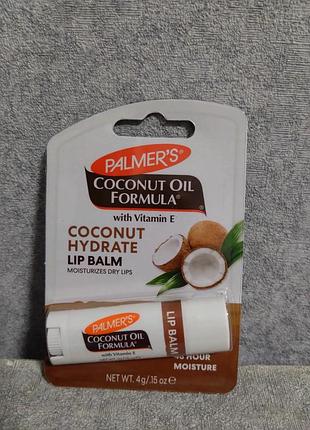 PALMER'S®
COCONUT OIL
FORMULA®
with Vitamin E
COCONUT
HYDRATE
LIP BALM
MOISTURIZES DRY LIPS
PALMER'S
COCONUT OIL
FORMULA®
with Vitamin E
LIP BALM
HOUR
MOISTURE
NET WT. 4g/.15 oz ℮